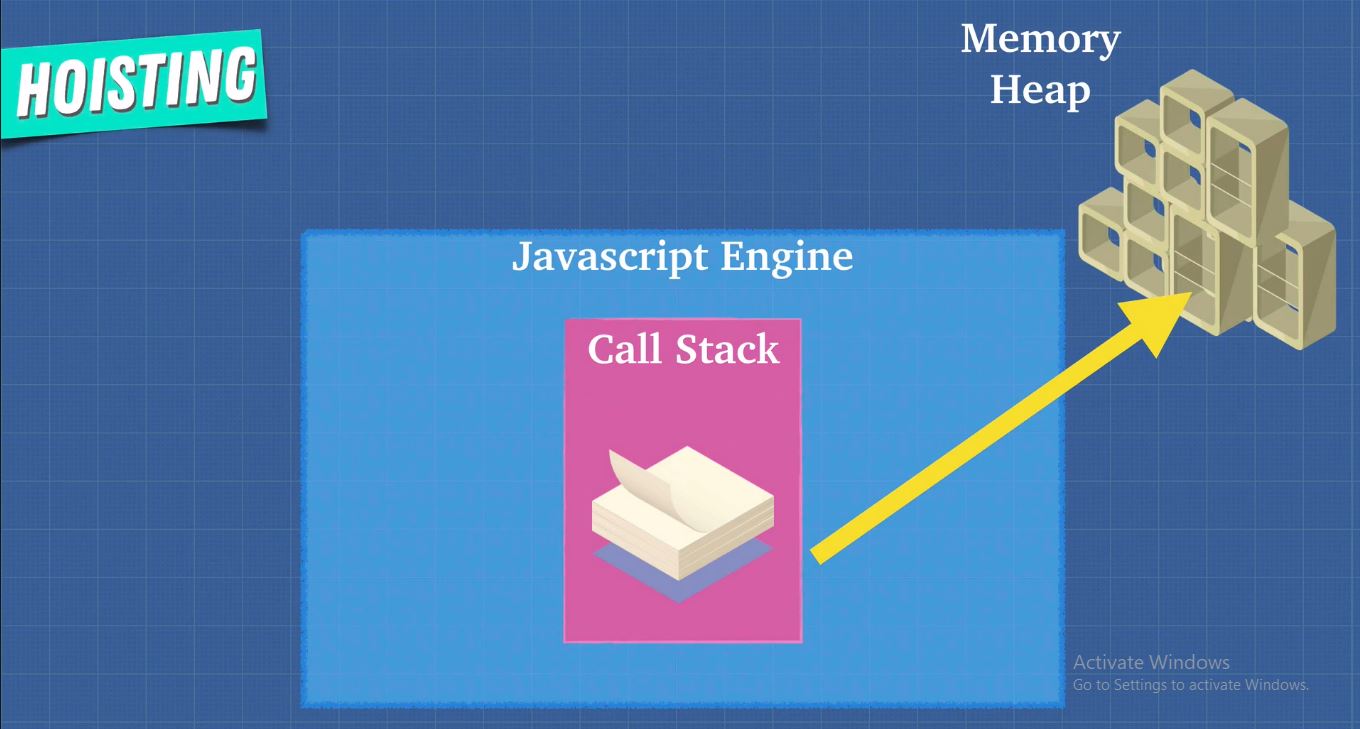 HOISTING
Memory
Heap
Javascript Engine
Call Stack
Activate Windows
Go to Settings to activate Windows.